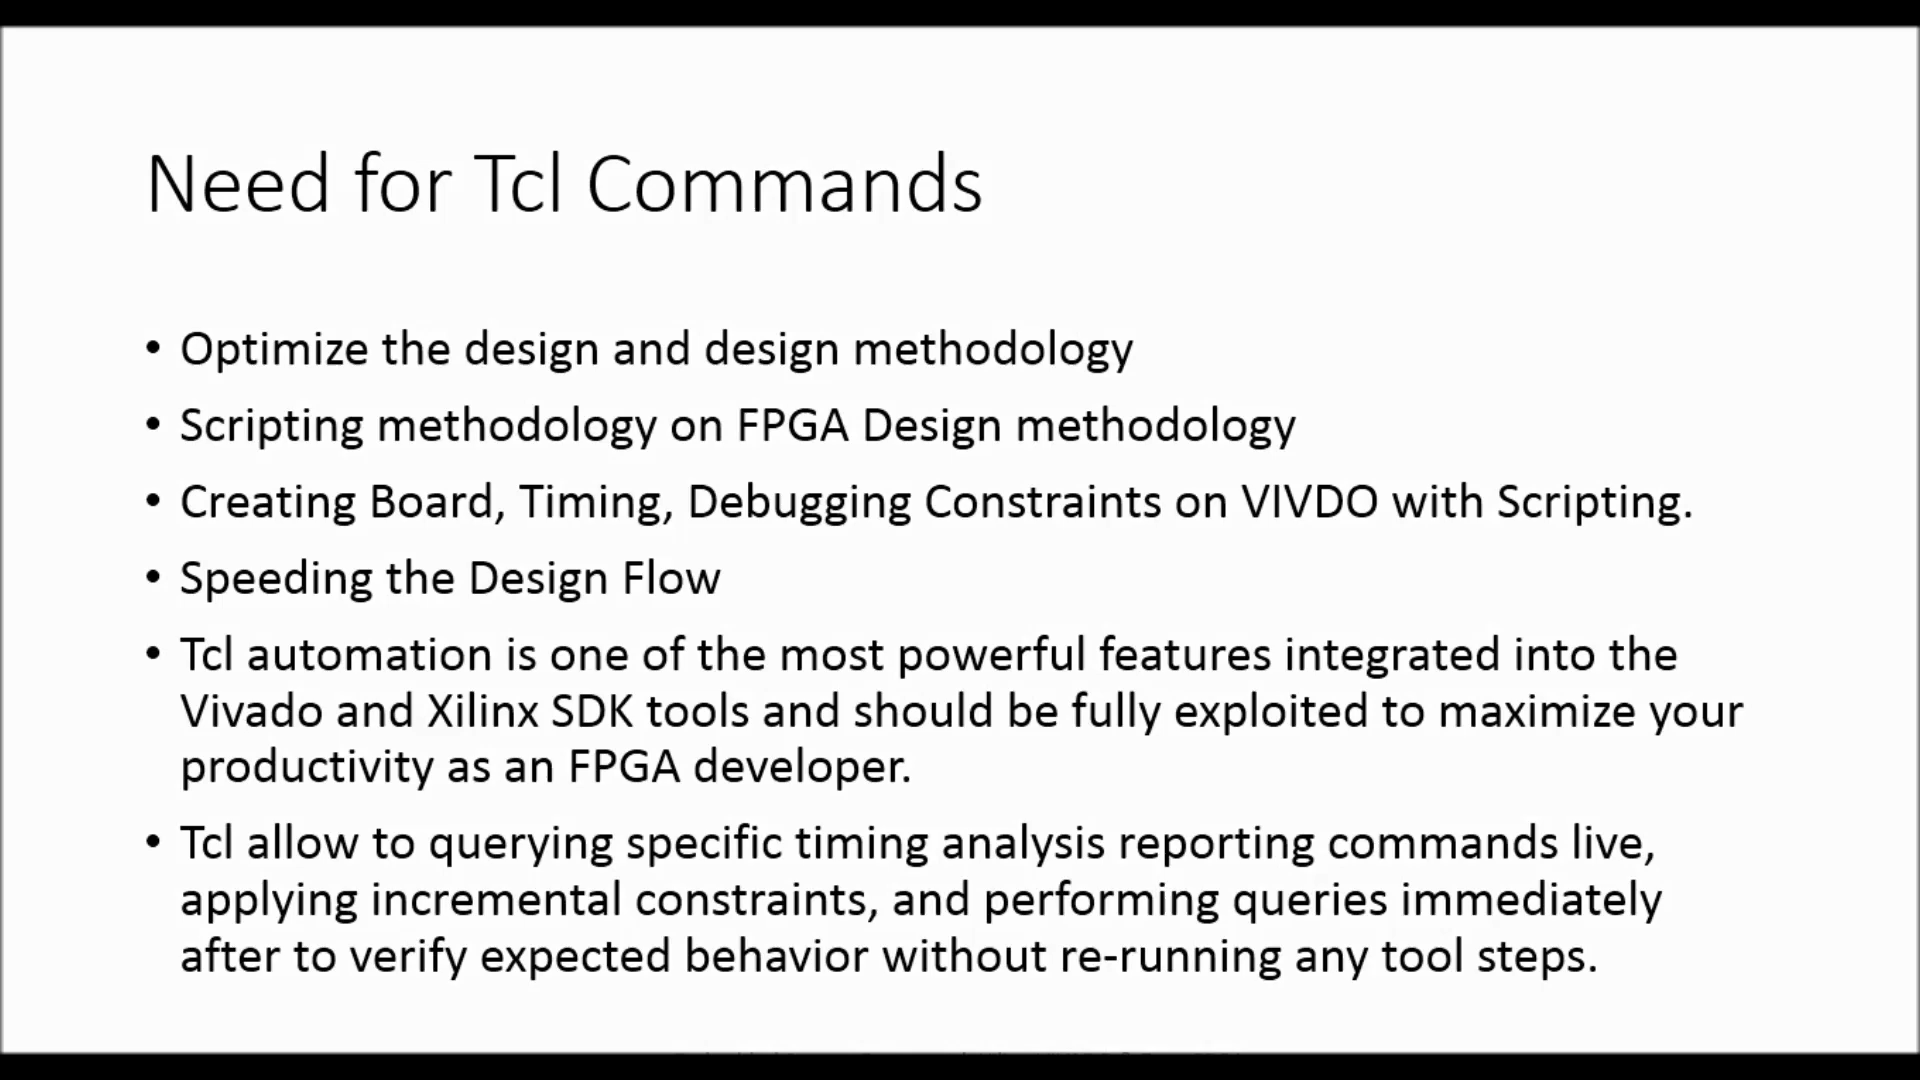 Need for Tcl Commands
• Optimize the design and design methodology
• Scripting methodology on FPGA Design methodology
• Creating Board, Timing, Debugging Constraints on VIVDO with Scripting.
• Speeding the Design Flow
• Tcl automation is one of the most powerful features integrated into the
Vivado and Xilinx SDK tools and should be fully exploited to maximize your
productivity as an FPGA developer.
• Tcl allow to querying specific timing analysis reporting commands live,
applying incremental constraints, and performing queries immediately
after to verify expected behavior without re-running any tool steps.